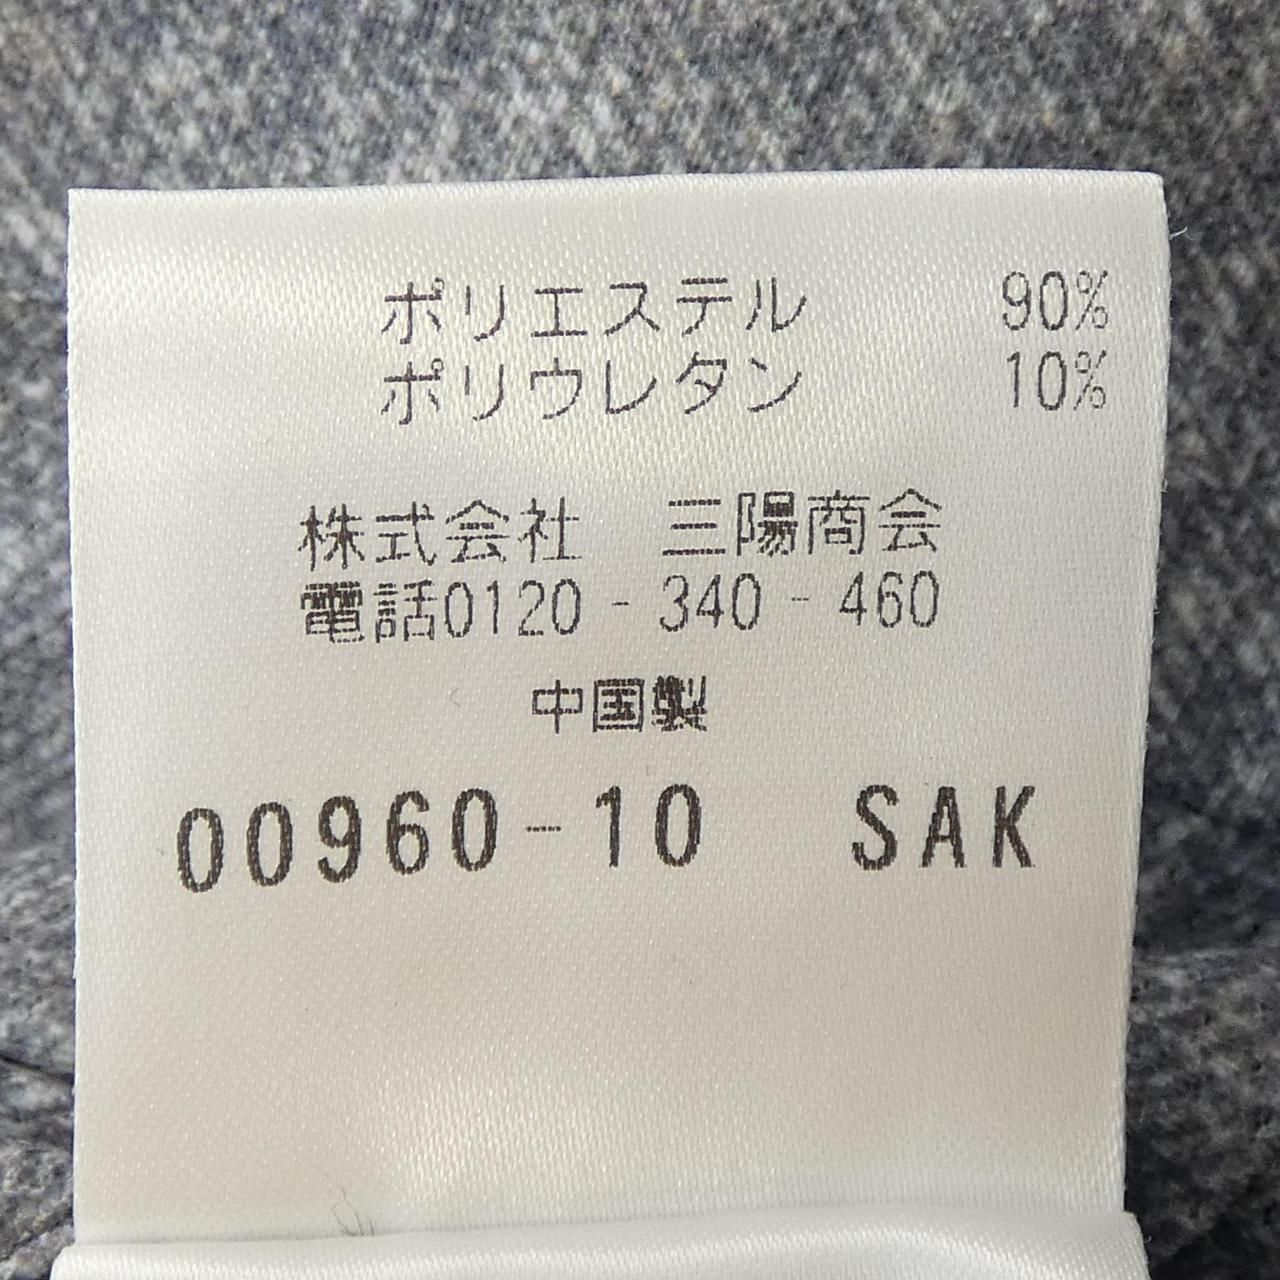 ポリエステル 90%
ポリウレタン 10%
株式会社 三陽商会
電話0120-340-460
中国製
00960-10 SAK